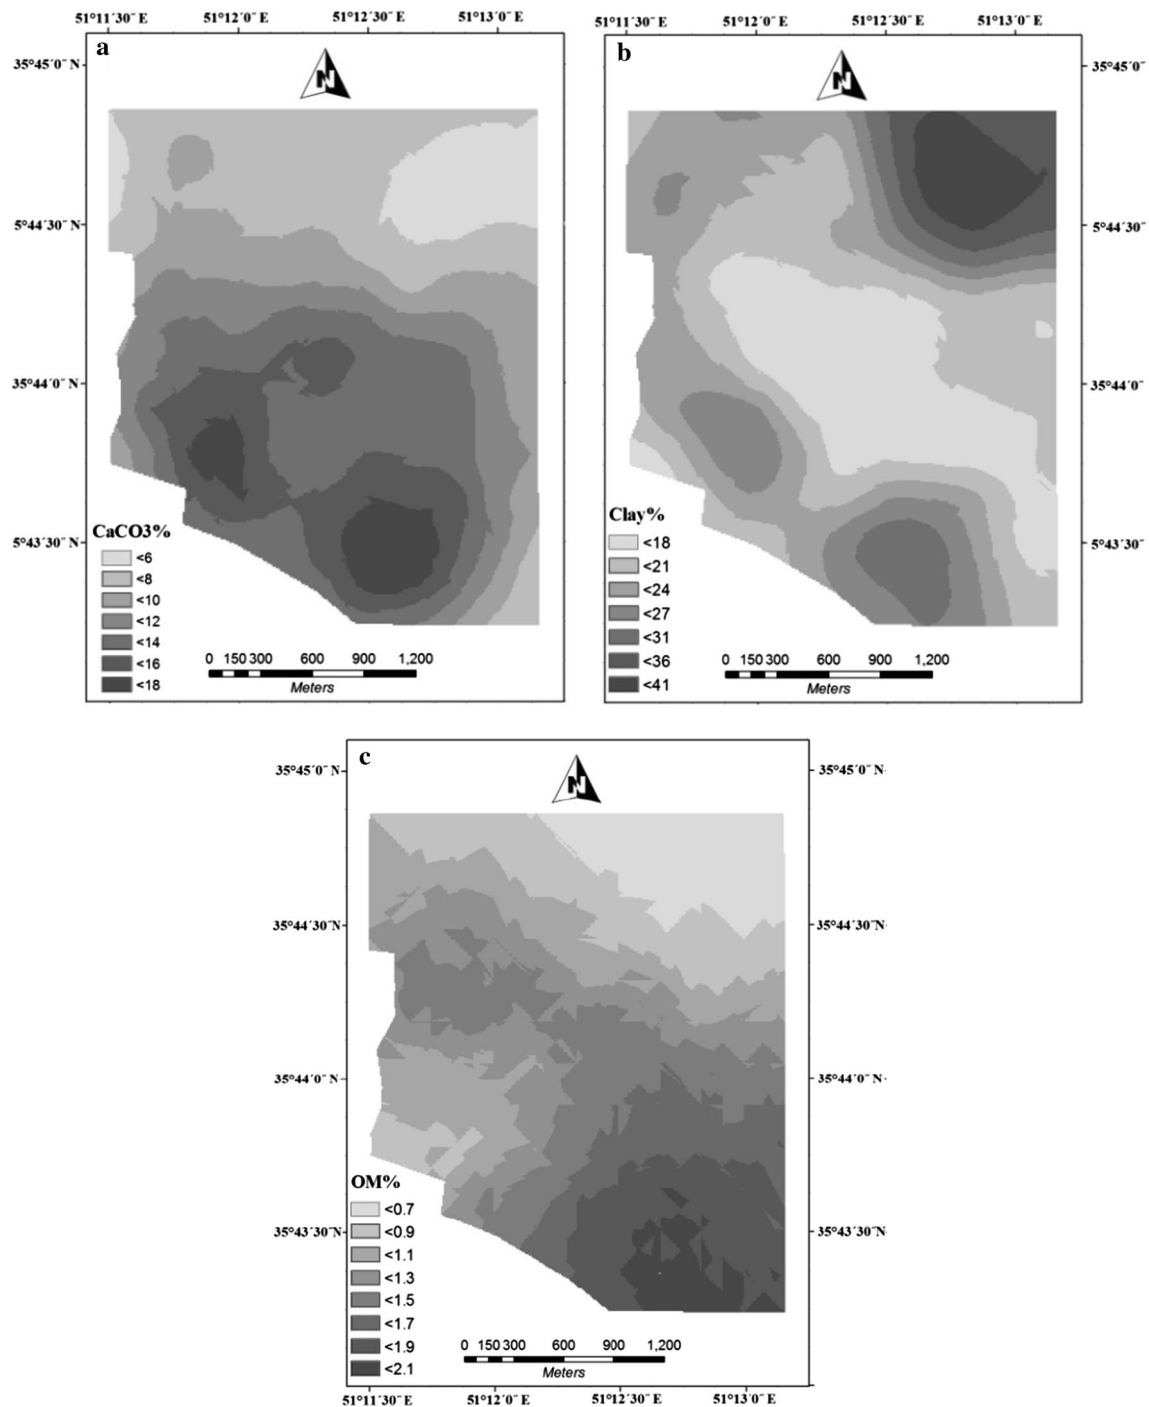 51°11´30˝ E 51°12´0˝ E 51°12´30˝ E 51°13´0˝ E
a
N
35°45´0˝ N
5°44´30˝ N
35°44´0˝ N
5°43´30˝ N
CaCO3%
<6
<8
<10
<12
<14
<16
<18
0 150 300 600 900 1,200
Meters
51°11´30˝ E 51°12´0˝ E 51°12´30˝ E 51°13´0˝ E
b
N
35°45´0˝
5°44´30˝
35°44´0˝
5°43´30˝
Clay%
<18
<21
<24
<27
<31
<36
<41
0 150 300 600 900 1,200
Meters
c
N
35°45´0˝ N 35°45´0˝ N
35°44´30˝ N 35°44´30˝N
35°44´0˝ N 35°44´0˝ N
35°43´30˝ N 35°43´30˝N
OM%
<0.7
<0.9
<1.1
<1.3
<1.5
<1.7
<1.9
<2.1
0 150 300 600 900 1,200
Meters
51°11´30˝ E 51°12´0˝ E 51°12´30˝ E 51°13´0˝ E